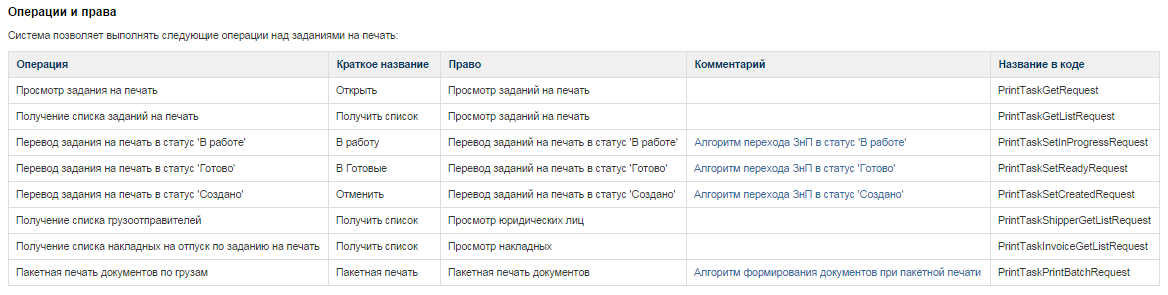 Операции и права
Система позволяет выполнять следующие операции над заданиями на печать:
Операция Краткое название Право Комментарий Название в коде
Просмотр задания на печать Открыть Просмотр заданий на печать PrintTaskGetRequest
Получение списка заданий на печать Получить список Просмотр заданий на печать PrintTaskGetListRequest
Перевод задания на печать в статус 'В работе' В работу Перевод заданий на печать в статус 'В работе' Алгоритм перехода ЗнП в статус 'В работе' PrintTaskSetInProgressRequest
Перевод задания на печать в статус 'Готово' В Готовые Перевод заданий на печать в статус 'Готово' Алгоритм перехода ЗнП в статус 'Готово' PrintTaskSetReadyRequest
Перевод задания на печать в статус 'Создано' Отменить Перевод заданий на печать в статус 'Создано' Алгоритм перехода ЗнП в статус 'Создано' PrintTaskSetCreatedRequest
Получение списка грузоотправителей Получить список Просмотр юридических лиц PrintTaskShipperGetListRequest
Получение списка накладных на отпуск по заданию на печать Получить список Просмотр накладных PrintTaskInvoiceGetListRequest
Пакетная печать документов по грузам Пакетная печать Пакетная печать документов Алгоритм формирования документов при пакетной печати PrintTaskPrintBatchRequest